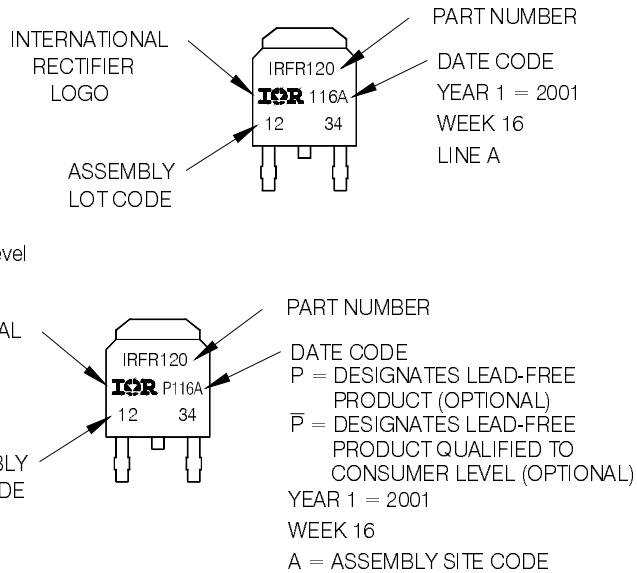 INTERNATIONAL
RECTIFIER
LOGO
ASSEMBLY
LOT CODE
IRFR120
IOR 116A
12 34
PART NUMBER
DATE CODE
YEAR 1 = 2001
WEEK 16
LINE A
evel
AL
BLY
DE
IRFR120
IOR P116A
12 34
PART NUMBER
DATE CODE
P = DESIGNATES LEAD-FREE
PRODUCT (OPTIONAL)
P̅ = DESIGNATES LEAD-FREE
PRODUCT QUALIFIED TO
CONSUMER LEVEL (OPTIONAL)
YEAR 1 = 2001
WEEK 16
A = ASSEMBLY SITE CODE